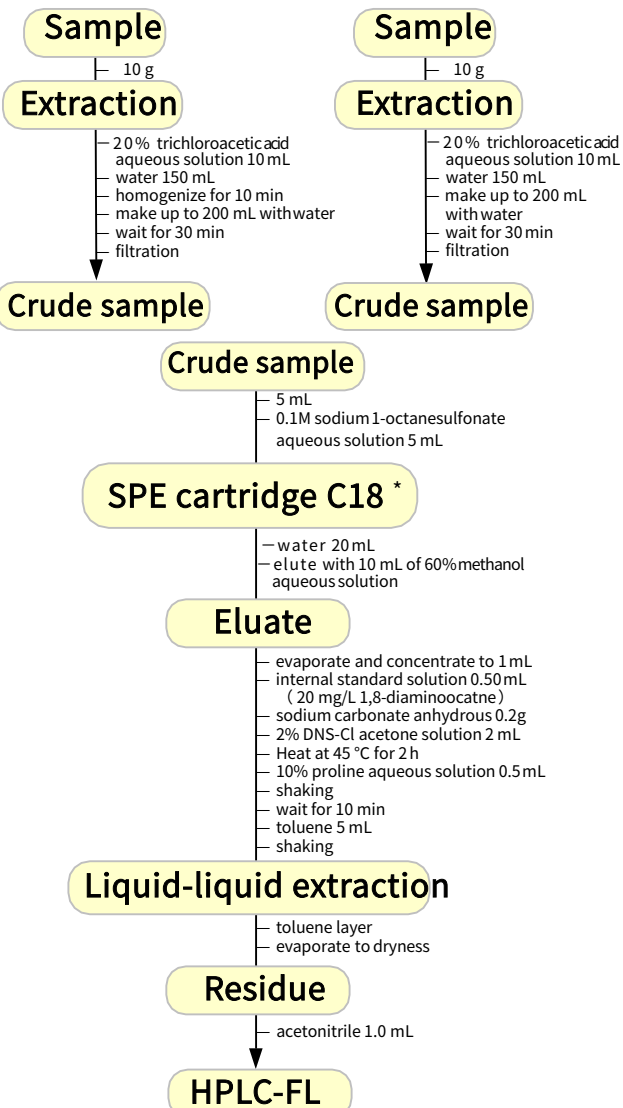 Sample
10 g
Extraction
20% trichloroacetic acid
aqueous solution 10 mL
water 150 mL
homogenize for 10 min
make up to 200 mL with water
wait for 30 min
filtration
Crude sample
Sample
10 g
Extraction
20% trichloroacetic acid
aqueous solution 10 mL
water 150 mL
make up to 200 mL
with water
wait for 30 min
filtration
Crude sample
Crude sample
5 mL
0.1M sodium 1-octanesulfonate
aqueous solution 5 mL
SPE cartridge C18 *
water 20 mL
elute with 10 mL of 60% methanol
aqueous solution
Eluate
evaporate and concentrate to 1 mL
internal standard solution 0.50 mL
（20 mg/L 1,8-diaminoocatne）
sodium carbonate anhydrous 0.2g
2% DNS-Cl acetone solution 2 mL
Heat at 45 °C for 2 h
10% proline aqueous solution 0.5 mL
shaking
wait for 10 min
toluene 5 mL
shaking
Liquid-liquid extraction
toluene layer
evaporate to dryness
Residue
acetonitrile 1.0 mL
HPLC-FL